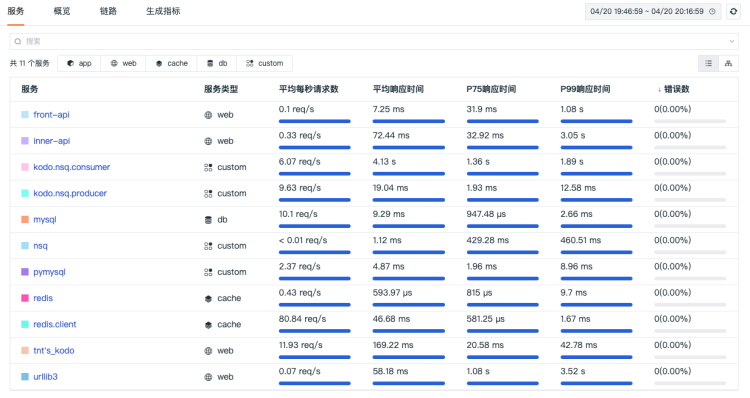 服务 概览 链路 生成指标 04/20 19:46:59 ~ 04/20 20:16:59
搜索
共 11 个服务 app web cache db custom
服务 服务类型 平均每秒请求数 平均响应时间 P75响应时间 P99响应时间 ↓ 错误数
front-api web 0.1 req/s 7.25 ms 31.9 ms 1.08 s 0(0.00%)
inner-api web 0.33 req/s 72.44 ms 32.92 ms 3.05 s 0(0.00%)
kodo.nsq.consumer custom 6.07 req/s 4.13 s 1.36 s 1.89 s 0(0.00%)
kodo.nsq.producer custom 9.63 req/s 19.04 ms 1.93 ms 12.58 ms 0(0.00%)
mysql db 10.1 req/s 9.29 ms 947.48 μs 2.66 ms 0(0.00%)
nsq custom < 0.01 req/s 1.12 ms 429.28 ms 460.51 ms 0(0.00%)
pymysql custom 2.37 req/s 4.87 ms 1.96 ms 8.96 ms 0(0.00%)
redis cache 0.43 req/s 593.97 μs 815 μs 9.7 ms 0(0.00%)
redis.client cache 80.84 req/s 46.68 ms 581.25 μs 1.67 ms 0(0.00%)
tnt's_kodo web 11.93 req/s 169.22 ms 20.58 ms 42.78 ms 0(0.00%)
urllib3 web 0.07 req/s 58.18 ms 1.08 s 3.52 s 0(0.00%)